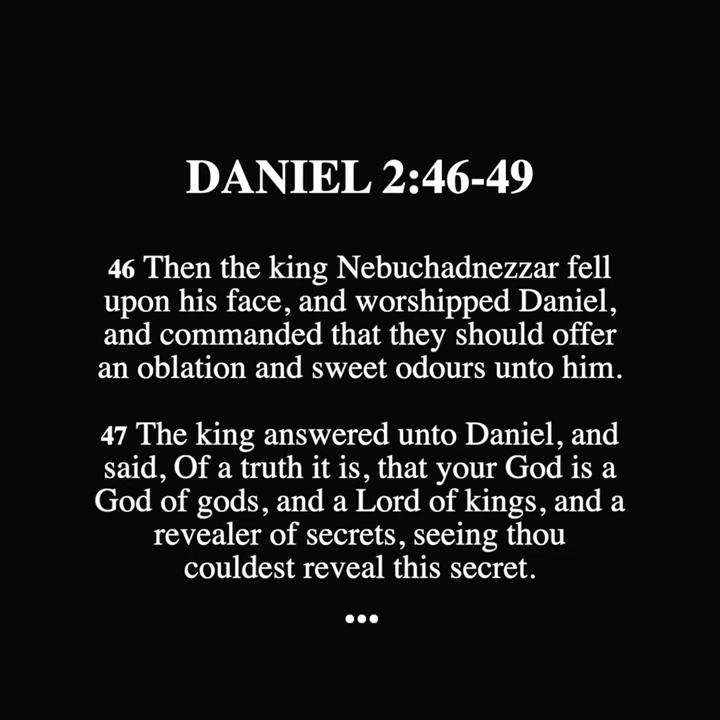 DANIEL 2:46-49
46 Then the king Nebuchadnezzar fell
upon his face, and worshipped Daniel,
and commanded that they should offer
an oblation and sweet odours unto him.
47 The king answered unto Daniel, and
said, Of a truth it is, that your God is a
God of gods, and a Lord of kings, and a
revealer of secrets, seeing thou
couldest reveal this secret.
•••